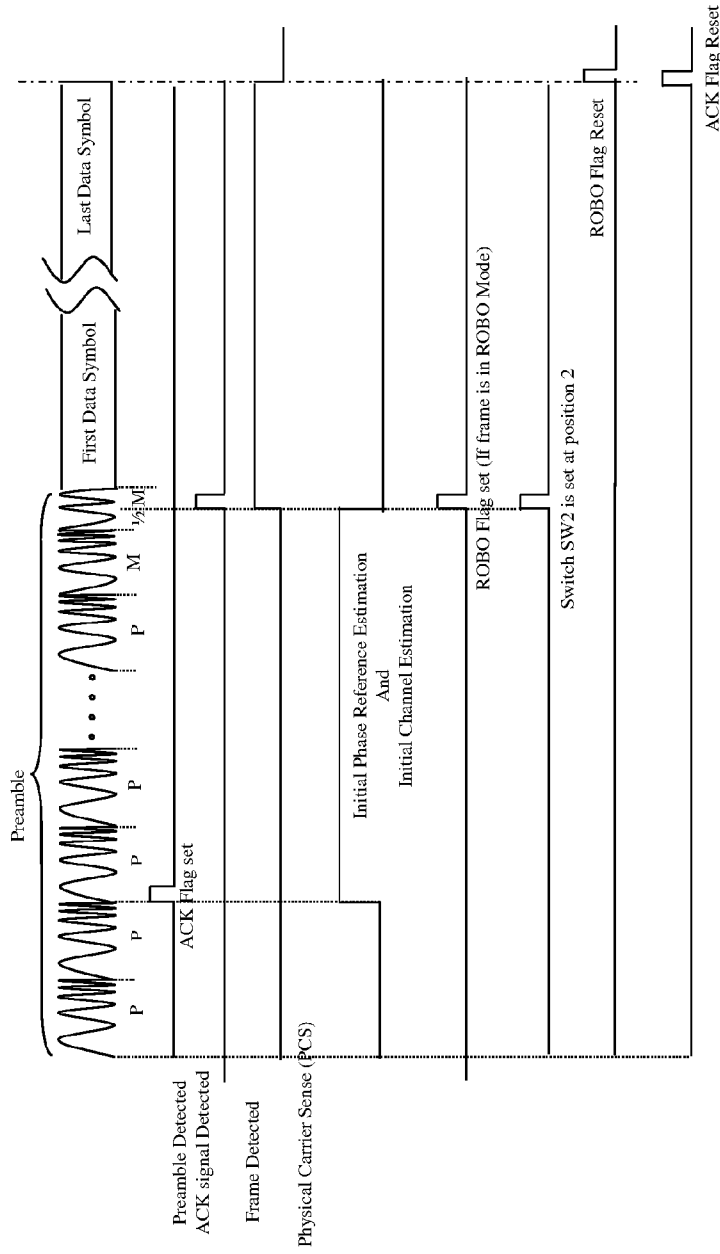 Preamble
P
P
P
P
P
M
½ M
First Data Symbol
Last Data Symbol
Preamble Detected
ACK signal Detected
ACK Flag set
Frame Detected
Physical Carrier Sense (PCS)
Initial Phase Reference Estimation
And
Initial Channel Estimation
ROBO Flag set (If frame is in ROBO Mode)
Switch SW2 is set at position 2
ROBO Flag Reset
ACK Flag Reset